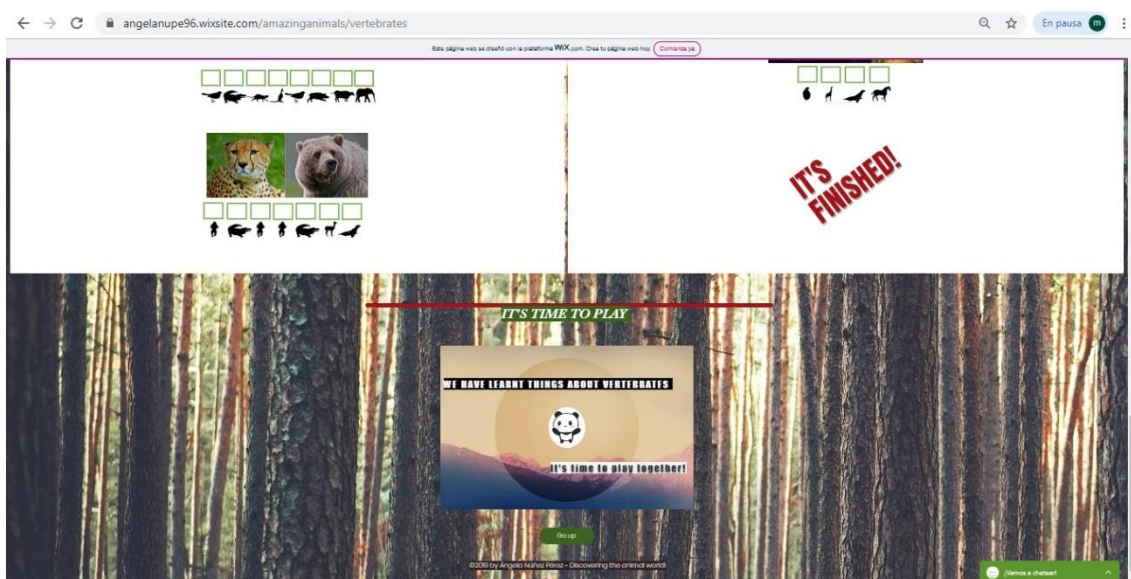 angelanupe96.wixsite.com/amazinganimals/vertebrates
En pausa
m
Esta página web se diseñó con la plataforma WiX.com. Crea tu página web hoy.
Comienza ya
IT'S
FINISHED!
IT'S TIME TO PLAY
WE HAVE LEARNT THINGS ABOUT VERTEBRATES
It's time to play together!
Go up
©2019 by Ángela Núñez Pérez - Discovering the animal world!
¡Vamos a chatear!